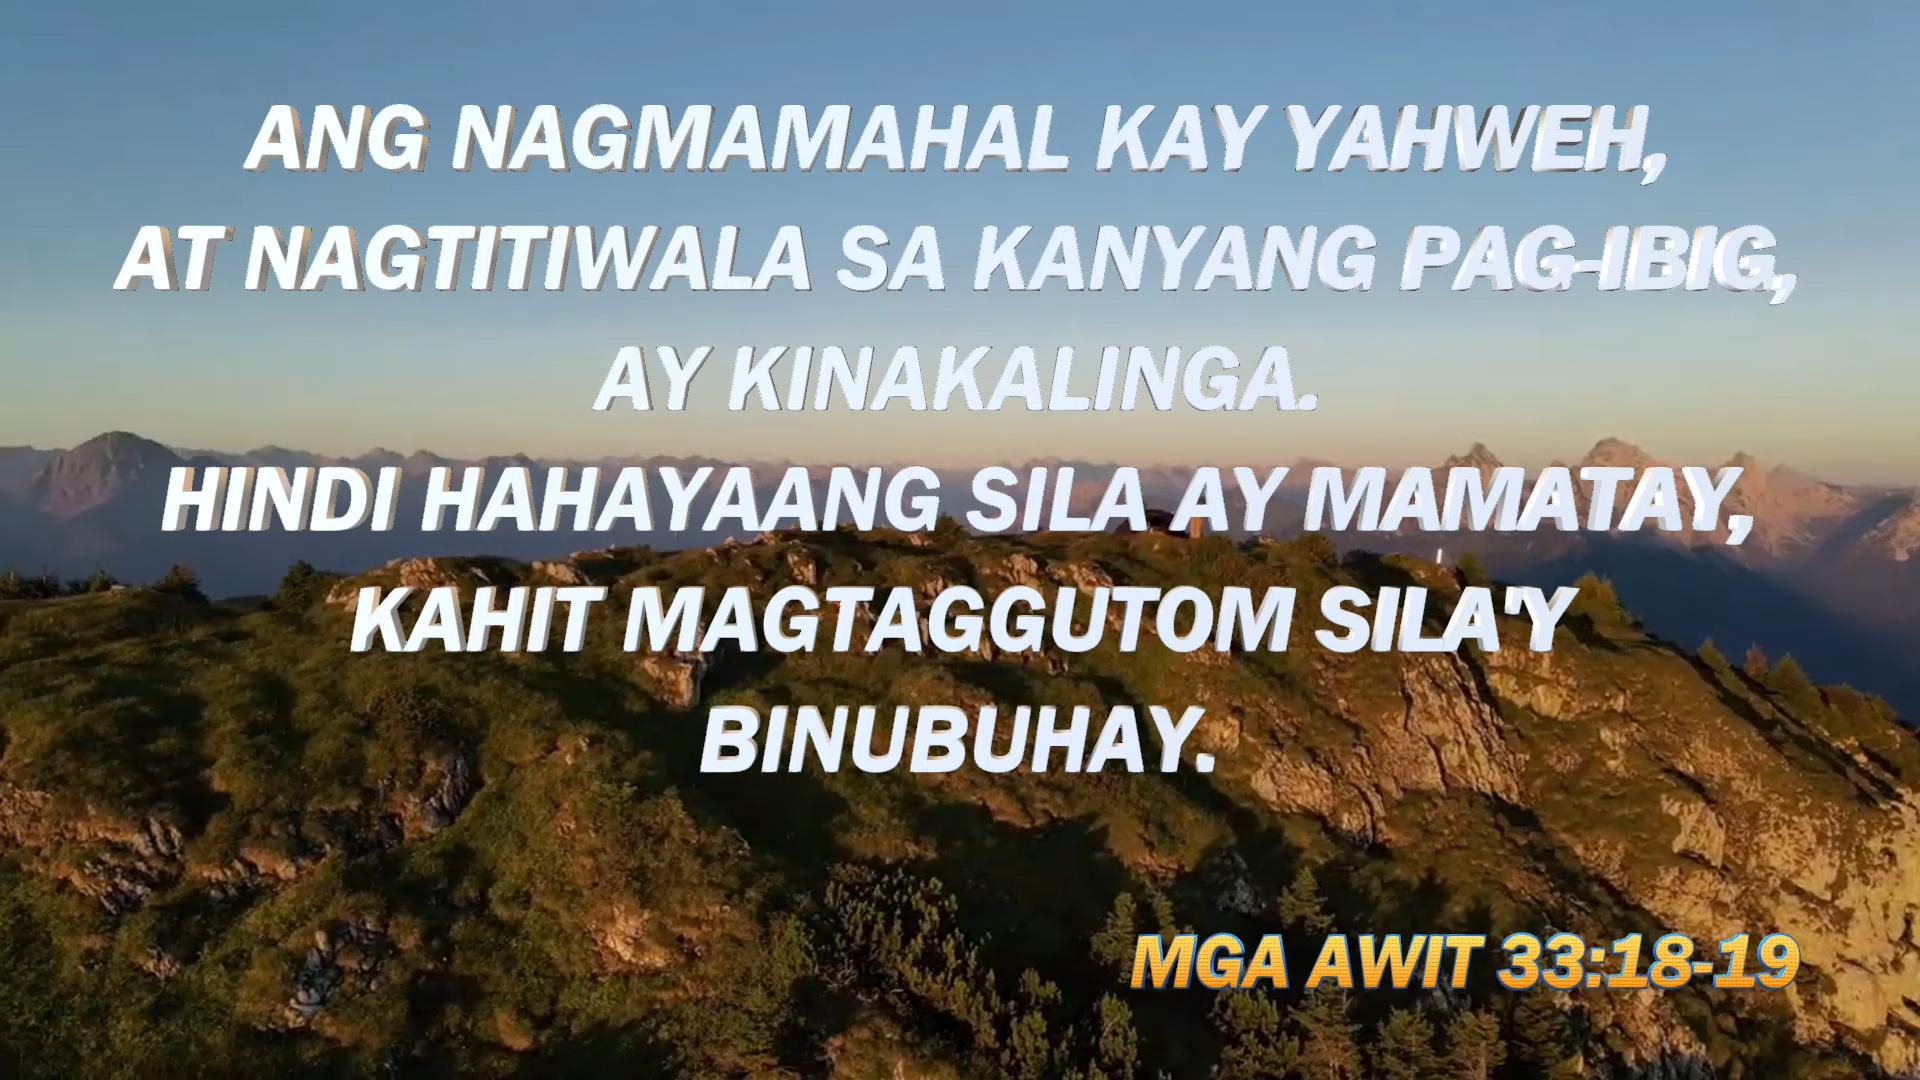 ANG NAGMAMAHAL KAY YAHWEH,
AT NAGTITIWALA SA KANYANG PAG-IBIG,
AY KINAKALINGA.
HINDI HAHAYAANG SILA AY MAMATAY,
KAHIT MAGTAGGUTOM SILA'Y
BINUBUHAY.
MGA AWIT 33:18-19